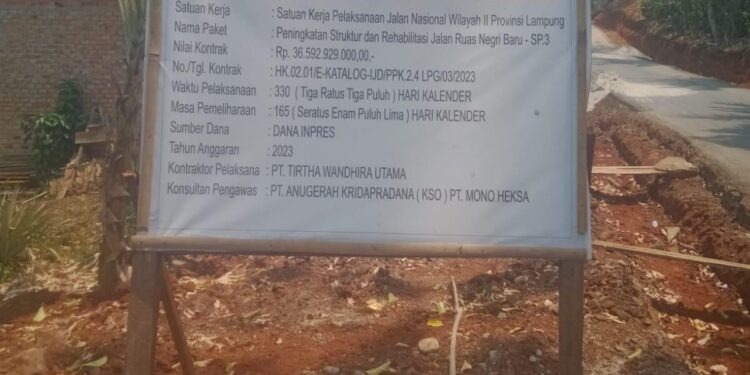 Satuan Kerja : Satuan Kerja Pelaksanaan Jalan Nasional Wilayah II Provinsi Lampung
Nama Paket : Peningkatan Struktur dan Rehabilitasi Jalan Ruas Negri Baru - SP.3
Nilai Kontrak : Rp. 36.592.929.000,00,-
No./Tgl. Kontrak : HK.02.01/E-KATALOG-IJD/PPK.2.4 LPG/03/2023
Waktu Pelaksanaan : 330 ( Tiga Ratus Tiga Puluh ) HARI KALENDER
Masa Pemeliharaan : 165 ( Seratus Enam Puluh Lima ) HARI KALENDER
Sumber Dana : DANA INPRES
Tahun Anggaran : 2023
Kontraktor Pelaksana : PT. TIRTHA WANDHIRA UTAMA
Konsultan Pengawas : PT. ANUGERAH KRIDAPRADANA ( KSO ) PT. MONO HEKSA